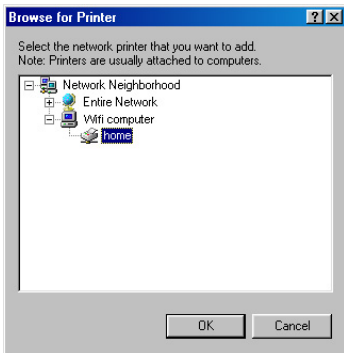 Browse for Printer
Select the network printer that you want to add.
Note: Printers are usually attached to computers.
Network Neighborhood
Entire Network
Wifi computer
home
OK Cancel